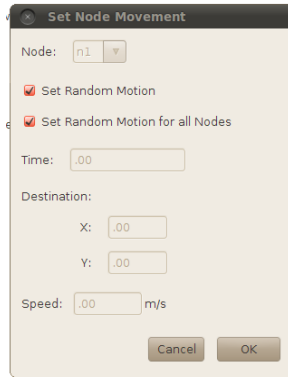 Set Node Movement
Node: n1
Set Random Motion
Set Random Motion for all Nodes
Time: .00
Destination:
X: .00
Y: .00
Speed: .00 m/s
Cancel OK